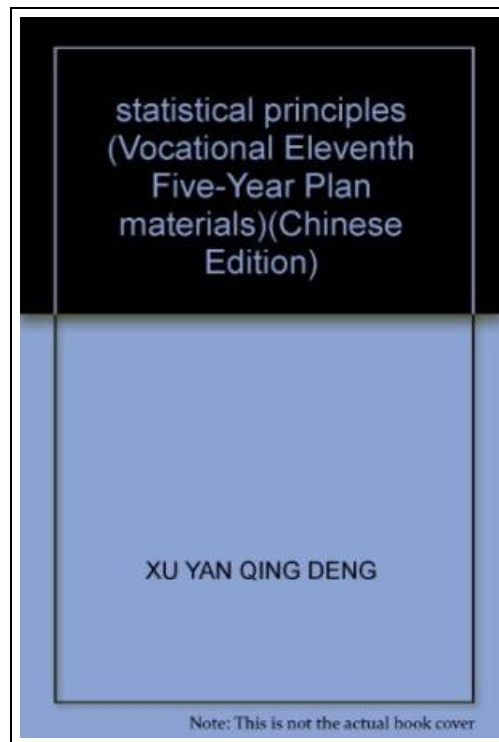 statistical principles
(Vocational Eleventh
Five-Year Plan
materials)(Chinese
Edition)
XU YAN QING DENG
Note: This is not the actual book cover